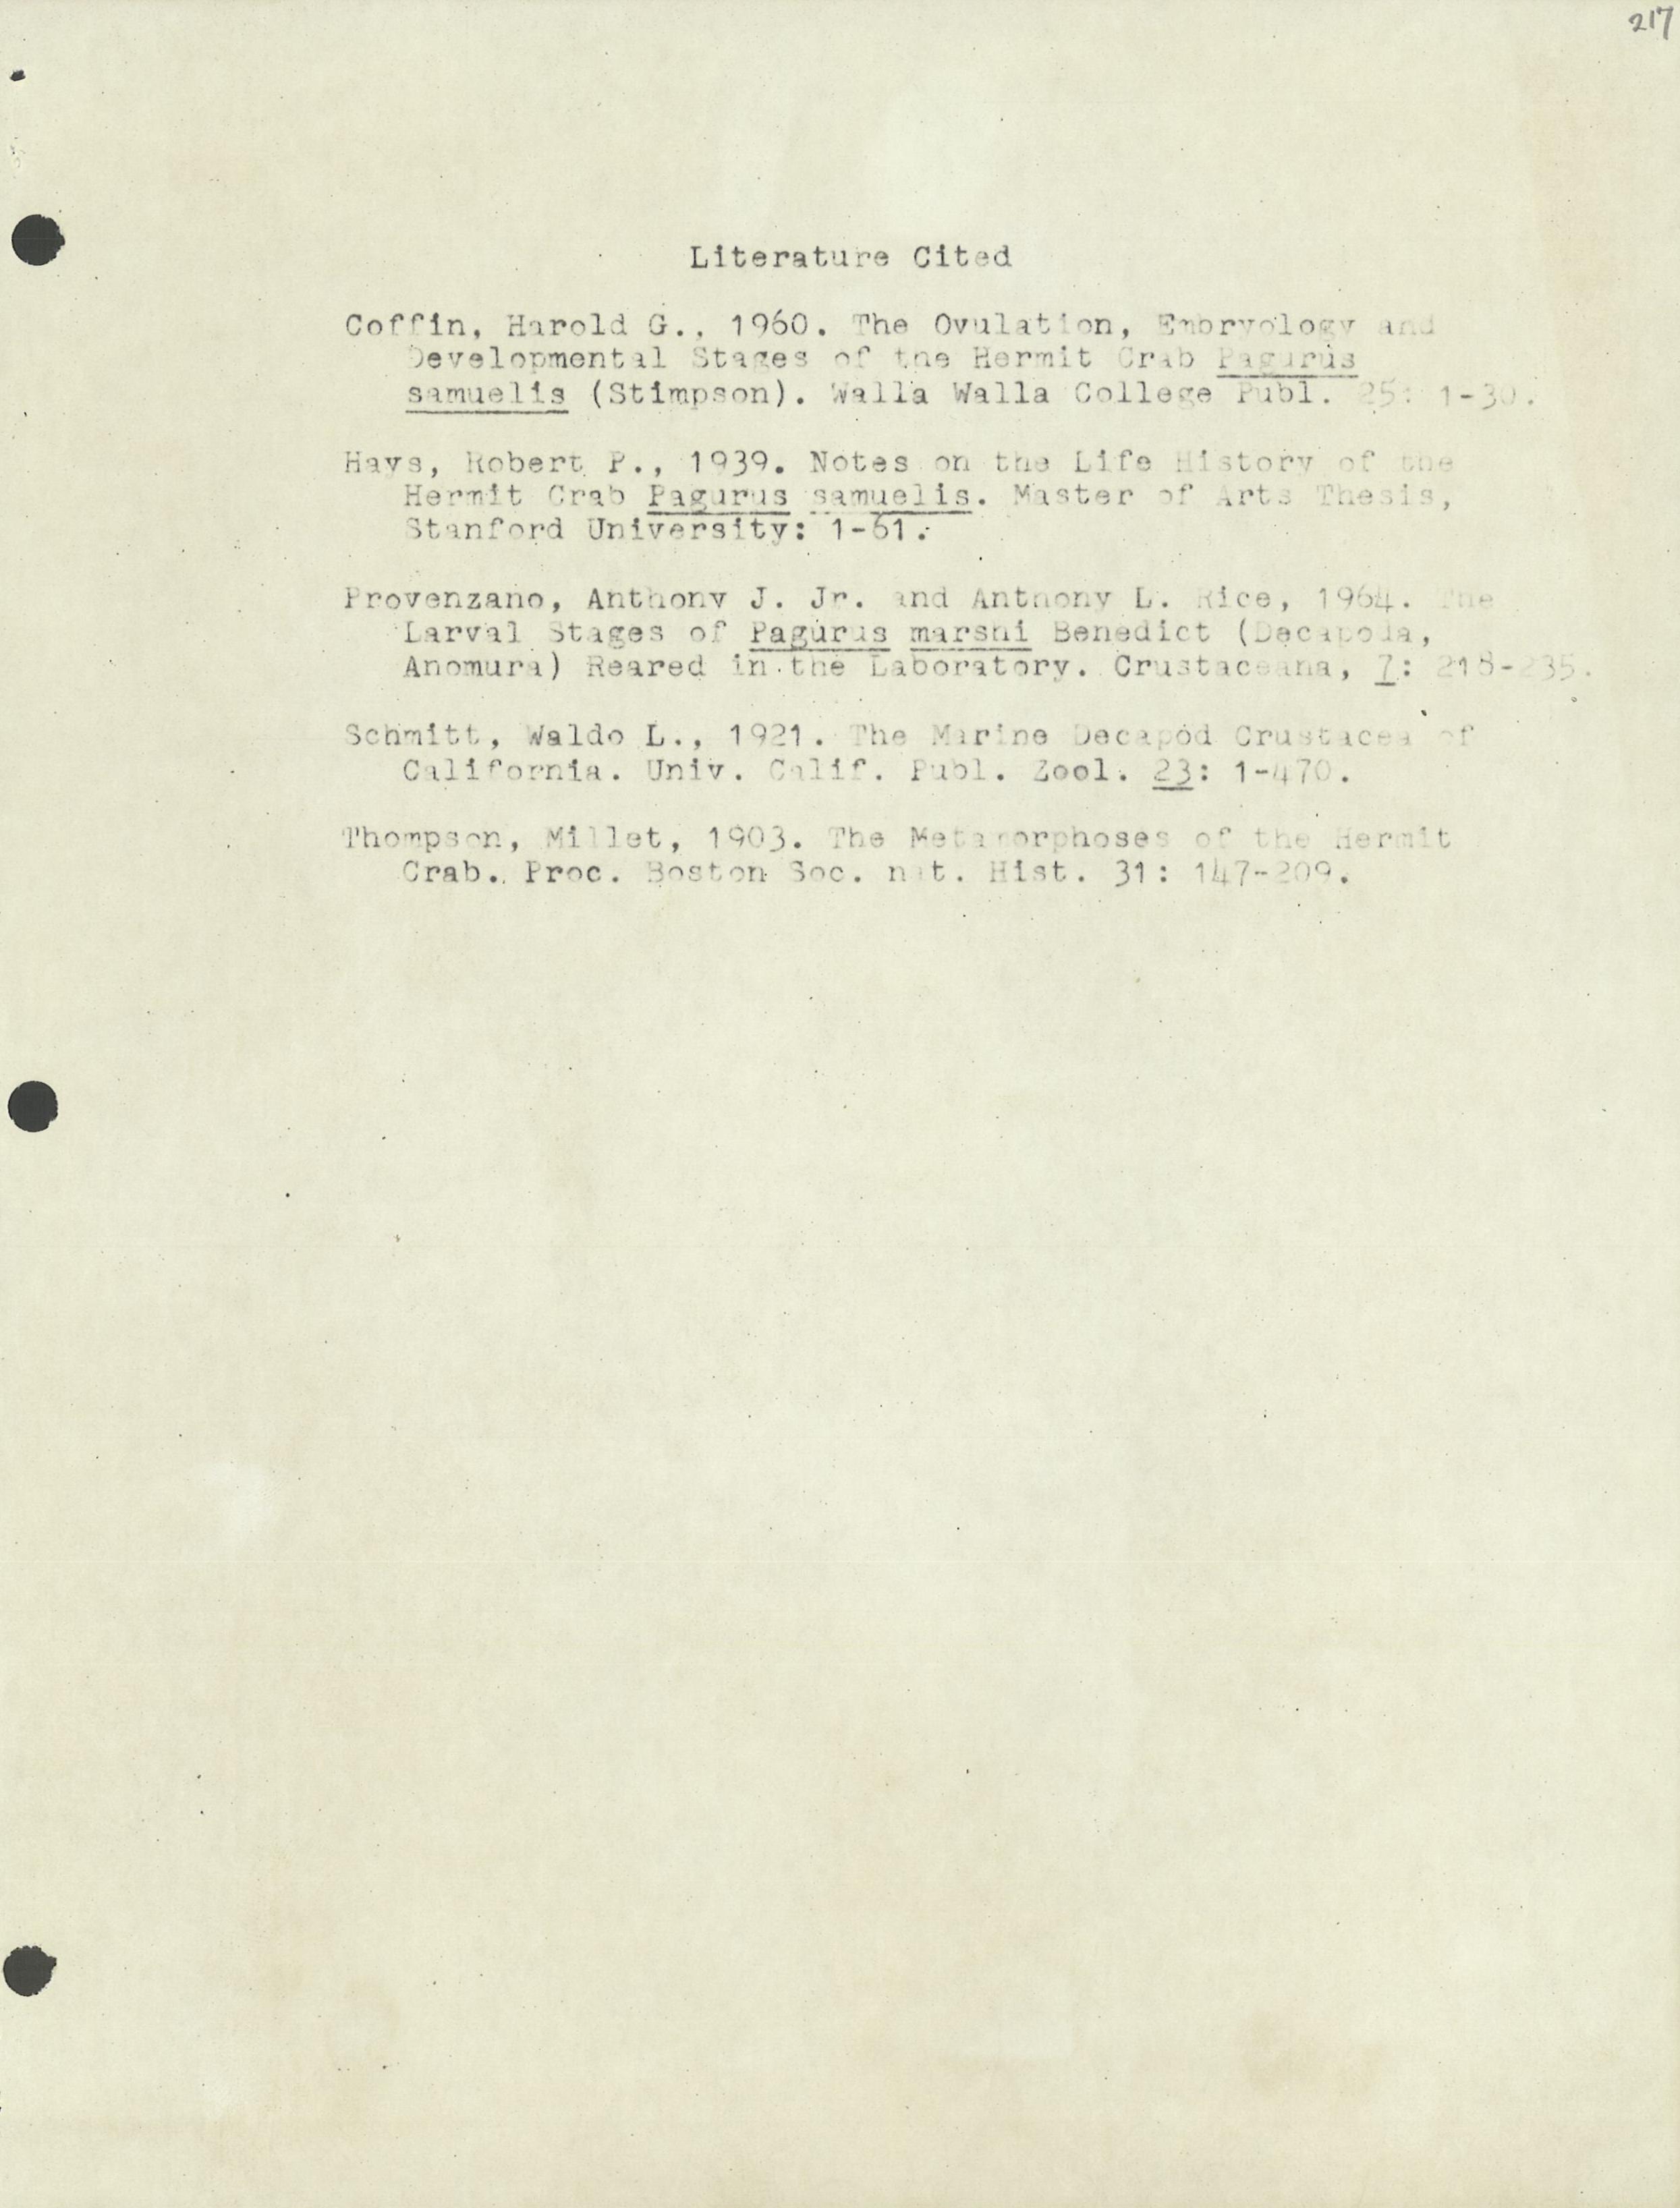 217
Literature Cited
Coffin, Harold G., 1960. The Ovulation, Embryology and
Developmental Stages of the Hermit Crab Pagurus
samuelis (Stimpson). Walla Walla College Publ. 25: 1-30.
Hays, Robert P., 1939. Notes on the Life History of the
Hermit Crab Pagurus samuelis. Master of Arts Thesis,
Stanford University: 1-61.
Provenzano, Anthony J. Jr. and Anthony L. Rice, 1964. The
Larval Stages of Pagurus marshi Benedict (Decapoda,
Anomura) Reared in the Laboratory. Crustaceana, 7: 218-235.
Schmitt, Waldo L., 1921. The Marine Decapod Crustacea of
California. Univ. Calif. Publ. Zool. 23: 1-470.
Thompson, Millet, 1903. The Metamorphoses of the Hermit
Crab. Proc. Boston Soc. nat. Hist. 31: 147-209.